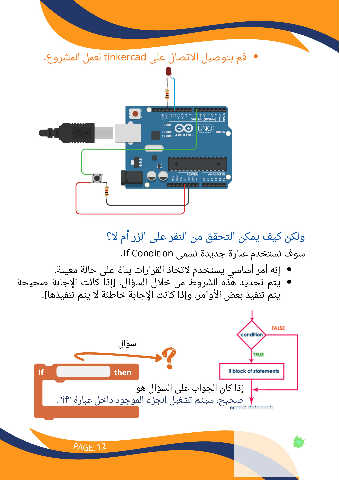 قم بتوصيل الاتصال على tinkercad لعمل المشروع.
UNO
ولكن كيف يمكن التحقق من النقر على الزر أم لا؟
سوف نستخدم عبارة جديدة تسمى If Condition.
إنه أمر أساسي يستخدم لاتخاذ القرارات بناءً على حالة معينة.
يتم تحديد هذه الشروط من خلال السؤال. [إذا كانت الإجابة صحيحة
يتم تنفيذ بعض الأوامر، وإذا كانت الإجابة خاطئة لا يتم تنفيذها].
condition
FALSE
TRUE
If block of statements
سؤال
if
then
إذا كان الجواب على السؤال هو
صحيح، سيتم تشغيل الجزء الموجود داخل عبارة "if".
PAGE. 12